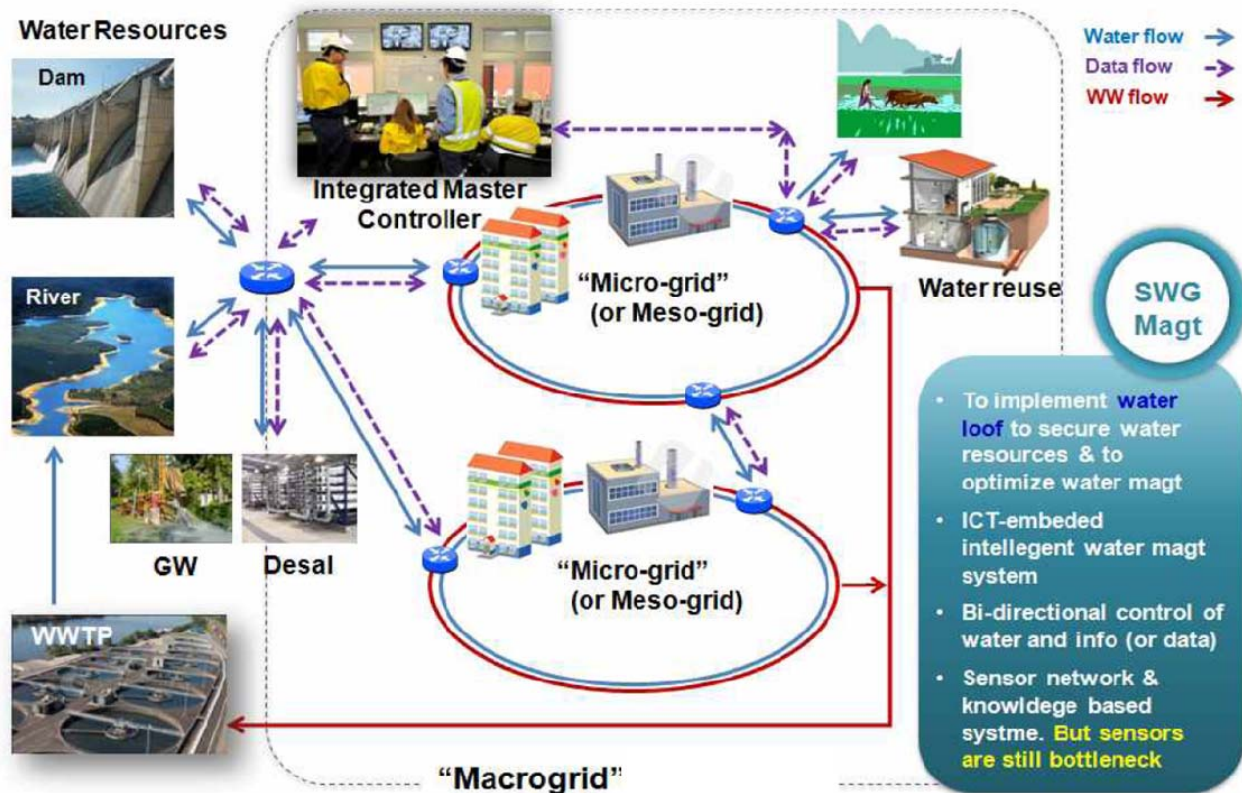 Water Resources
Dam
River
GW
Desal
WWTP
Integrated Master
Controller
"Micro-grid"
(or Meso-grid)
"Micro-grid"
(or Meso-grid)
"Macrogrid"
Water reuse
Water flow
Data flow
WW flow
SWG
Magt
• To implement water
loof to secure water
resources & to
optimize water magt
• ICT-embeded
intellegent water magt
system
• Bi-directional control of
water and info (or data)
• Sensor network &
knowldege based
systme. But sensors
are still bottleneck